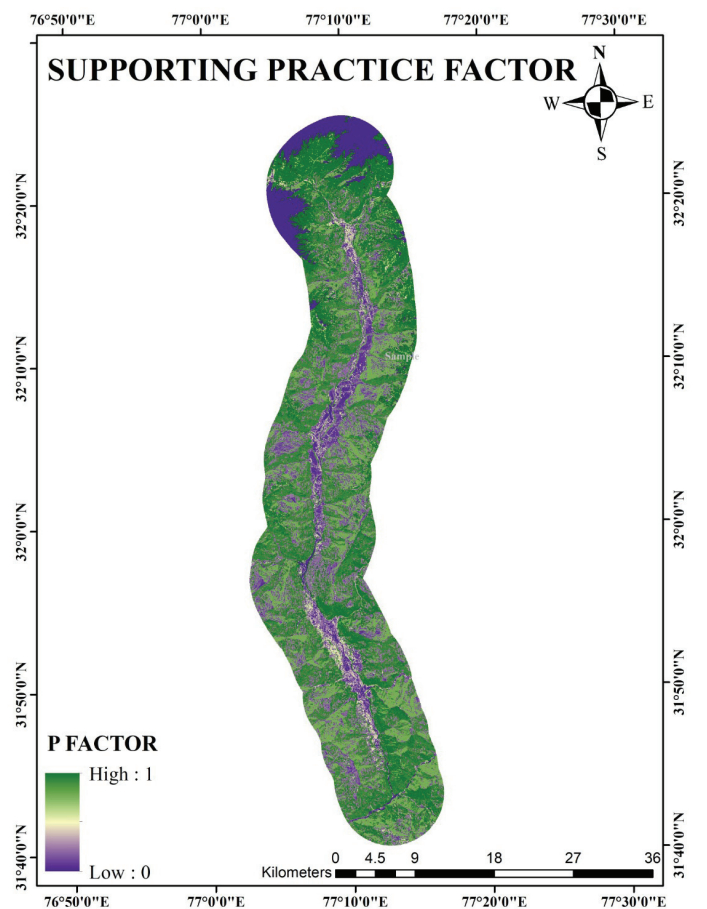 76°50'0"E 77°0'0"E 77°10'0"E 77°20'0"E 77°30'0"E
SUPPORTING PRACTICE FACTOR
N
W E
S
32°20'0"N 32°20'0"N
Sample
32°10'0"N 32°10'0"N
32°0'0"N 32°0'0"N
31°50'0"N 31°50'0"N
P FACTOR
High : 1
Low : 0
31°40'0"N 31°40'0"N
0 4.5 9 18 27 36
Kilometers
76°50'0"E 77°0'0"E 77°10'0"E 77°20'0"E 77°30'0"E